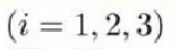 (i = 1, 2, 3)